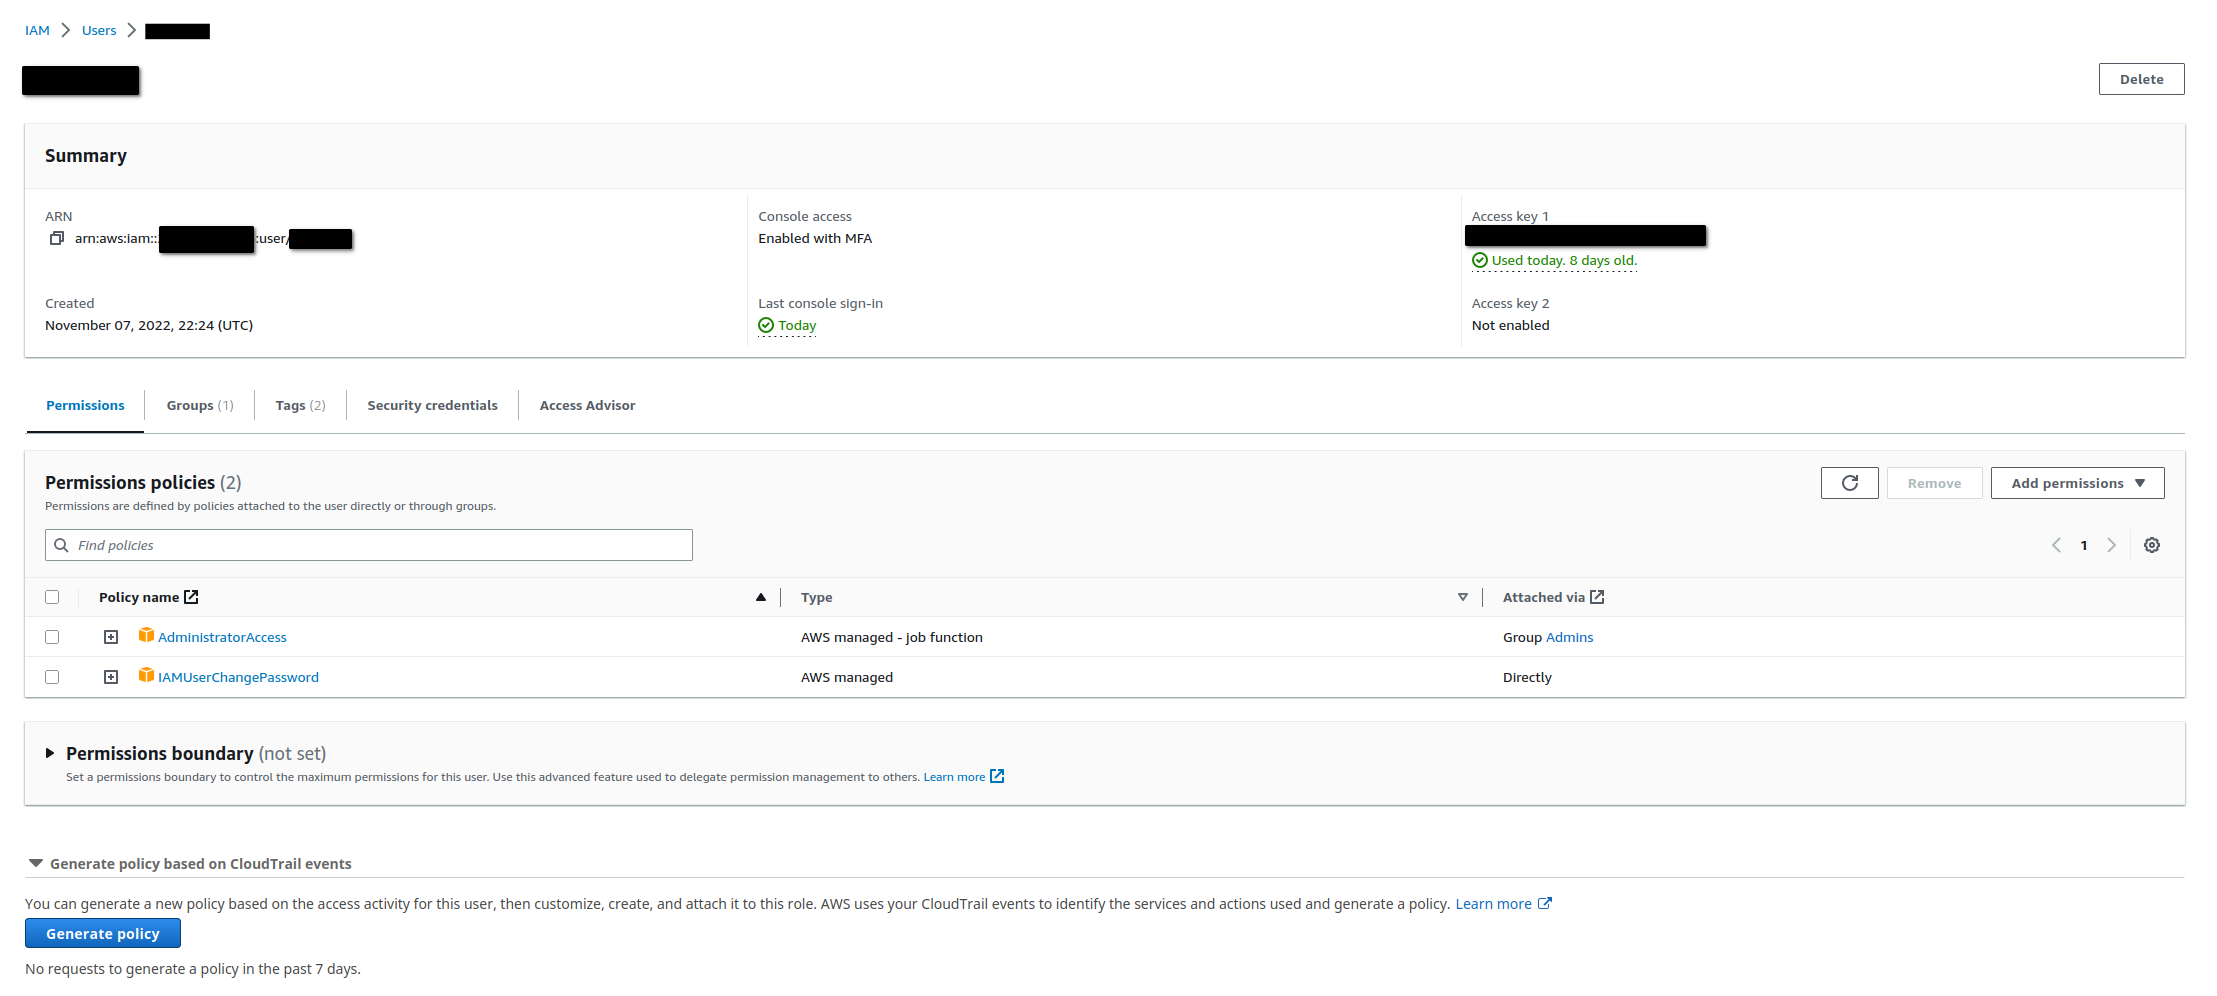 IAM Users
Delete
Summary
ARN
arn:aws:iam:: :user/
Console access
Enabled with MFA
Access key 1
Used today. 8 days old.
Created
November 07, 2022, 22:24 (UTC)
Last console sign-in
Today
Access key 2
Not enabled
Permissions Groups (1) Tags (2) Security credentials Access Advisor
Permissions policies (2)
Permissions are defined by policies attached to the user directly or through groups.
Remove Add permissions
Find policies
1
Policy name Type Attached via
AdministratorAccess AWS managed - job function Group Admins
IAMUserChangePassword AWS managed Directly
Permissions boundary (not set)
Set a permissions boundary to control the maximum permissions for this user. Use this advanced feature used to delegate permission management to others. Learn more
Generate policy based on CloudTrail events
You can generate a new policy based on the access activity for this user, then customize, create, and attach it to this role. AWS uses your CloudTrail events to identify the services and actions used and generate a policy. Learn more
Generate policy
No requests to generate a policy in the past 7 days.